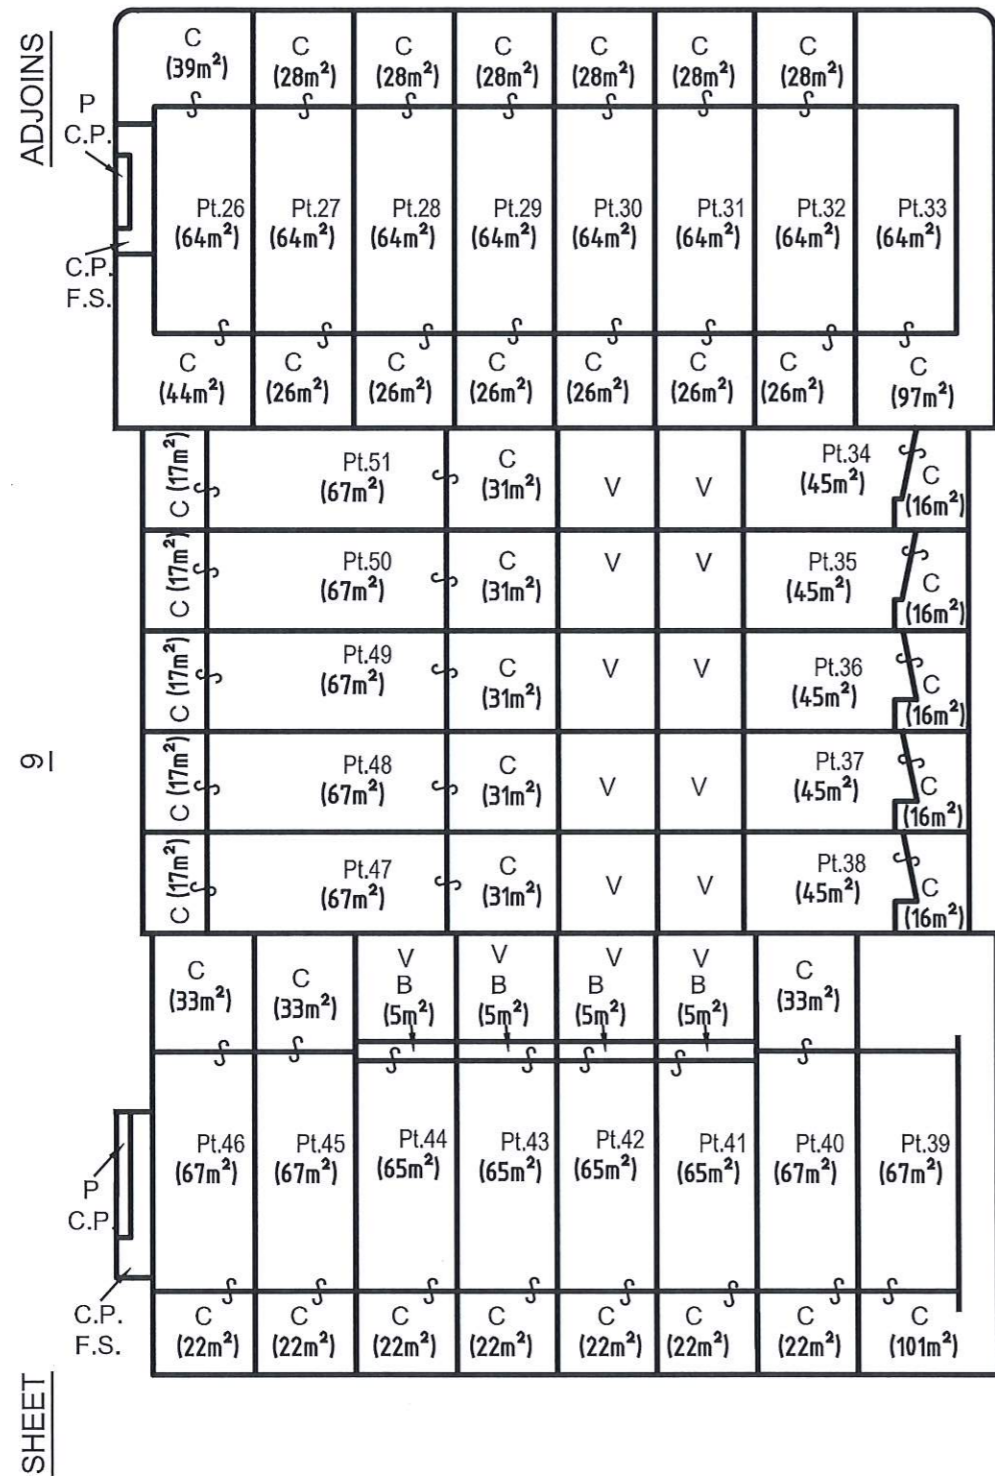 ADJOINS
C C C C C C C
(39m²) (28m²) (28m²) (28m²) (28m²) (28m²) (28m²)
P
C.P.
Pt.26 Pt.27 Pt.28 Pt.29 Pt.30 Pt.31 Pt.32 Pt.33
(64m²) (64m²) (64m²) (64m²) (64m²) (64m²) (64m²) (64m²)
C.P.
F.S.
C C C C C C C C
(44m²) (26m²) (26m²) (26m²) (26m²) (26m²) (26m²) (97m²)
C (17m²) Pt.51 C V V Pt.34 C
(67m²) (31m²) (45m²) (16m²)
C (17m²) Pt.50 C V V Pt.35 C
(67m²) (31m²) (45m²) (16m²)
C (17m²) Pt.49 C V V Pt.36 C
(67m²) (31m²) (45m²) (16m²)
9
C (17m²) Pt.48 C V V Pt.37 C
(67m²) (31m²) (45m²) (16m²)
C (17m²) Pt.47 C V V Pt.38 C
(67m²) (31m²) (45m²) (16m²)
V V V V
C C B B B B C
(33m²) (33m²) (5m²) (5m²) (5m²) (5m²) (33m²)
Pt.46 Pt.45 Pt.44 Pt.43 Pt.42 Pt.41 Pt.40 Pt.39
(67m²) (67m²) (65m²) (65m²) (65m²) (65m²) (67m²) (67m²)
P
C.P.
C.P.
F.S.
C C C C C C C C
(22m²) (22m²) (22m²) (22m²) (22m²) (22m²) (22m²) (101m²)
SHEET